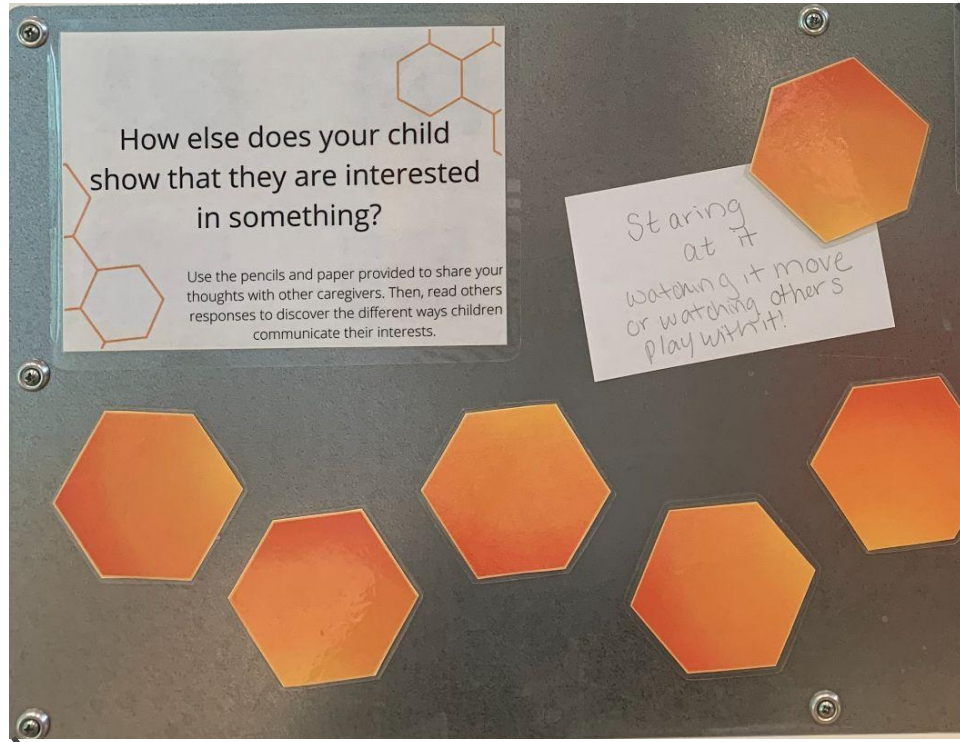 How else does your child
show that they are interested
in something?
Use the pencils and paper provided to share your
thoughts with other caregivers. Then, read others
responses to discover the different ways children
communicate their interests.
Staring
at it
watching it move
or watching others
play with it!